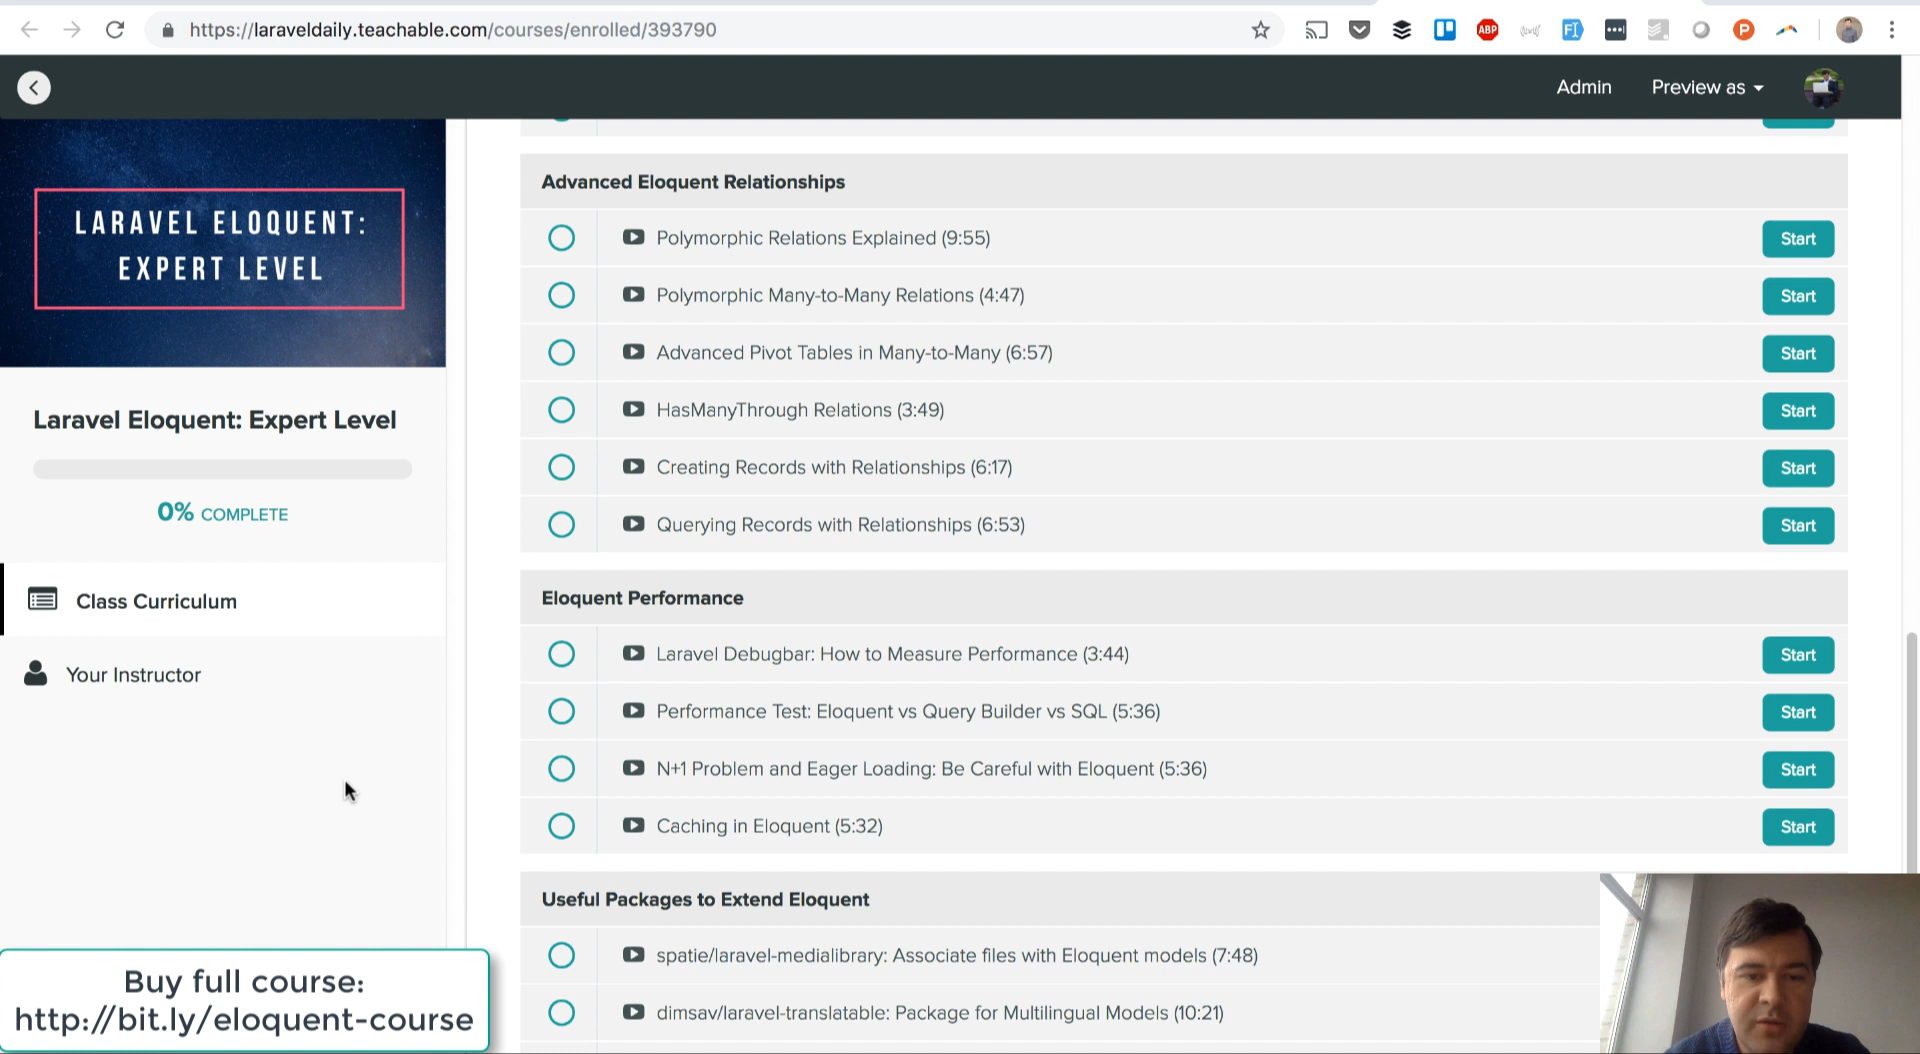 https://laraveldaily.teachable.com/courses/enrolled/393790
ABP
P
Admin
Preview as
LARAVEL ELOQUENT:
EXPERT LEVEL
Laravel Eloquent: Expert Level
0% COMPLETE
Class Curriculum
Your Instructor
Advanced Eloquent Relationships
Polymorphic Relations Explained (9:55) Start
Polymorphic Many-to-Many Relations (4:47) Start
Advanced Pivot Tables in Many-to-Many (6:57) Start
HasManyThrough Relations (3:49) Start
Creating Records with Relationships (6:17) Start
Querying Records with Relationships (6:53) Start
Eloquent Performance
Laravel Debugbar: How to Measure Performance (3:44) Start
Performance Test: Eloquent vs Query Builder vs SQL (5:36) Start
N+1 Problem and Eager Loading: Be Careful with Eloquent (5:36) Start
Caching in Eloquent (5:32) Start
Useful Packages to Extend Eloquent
spatie/laravel-medialibrary: Associate files with Eloquent models (7:48)
dimsav/laravel-translatable: Package for Multilingual Models (10:21)
Buy full course:
http://bit.ly/eloquent-course